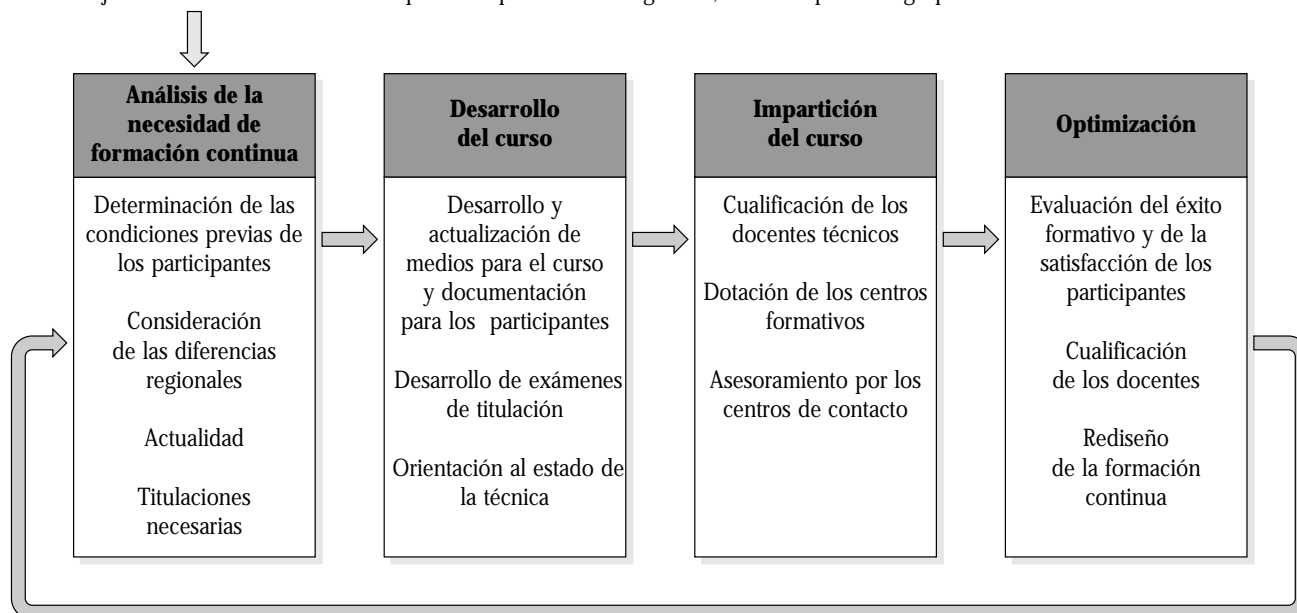 Análisis de la
necesidad de
formación continua
Determinación de las
condiciones previas de
los participantes
Consideración
de las diferencias
regionales
Actualidad
Titulaciones
necesarias
Desarrollo
del curso
Desarrollo y
actualización de
medios para el curso
y documentación
para los participantes
Desarrollo de exámenes
de titulación
Orientación al estado de
la técnica
Impartición
del curso
Cualificación de los
docentes técnicos
Dotación de los centros
formativos
Asesoramiento por los
centros de contacto
Optimización
Evaluación del éxito
formativo y de la
satisfacción de los
participantes
Cualificación
de los docentes
Rediseño
de la formación
continua